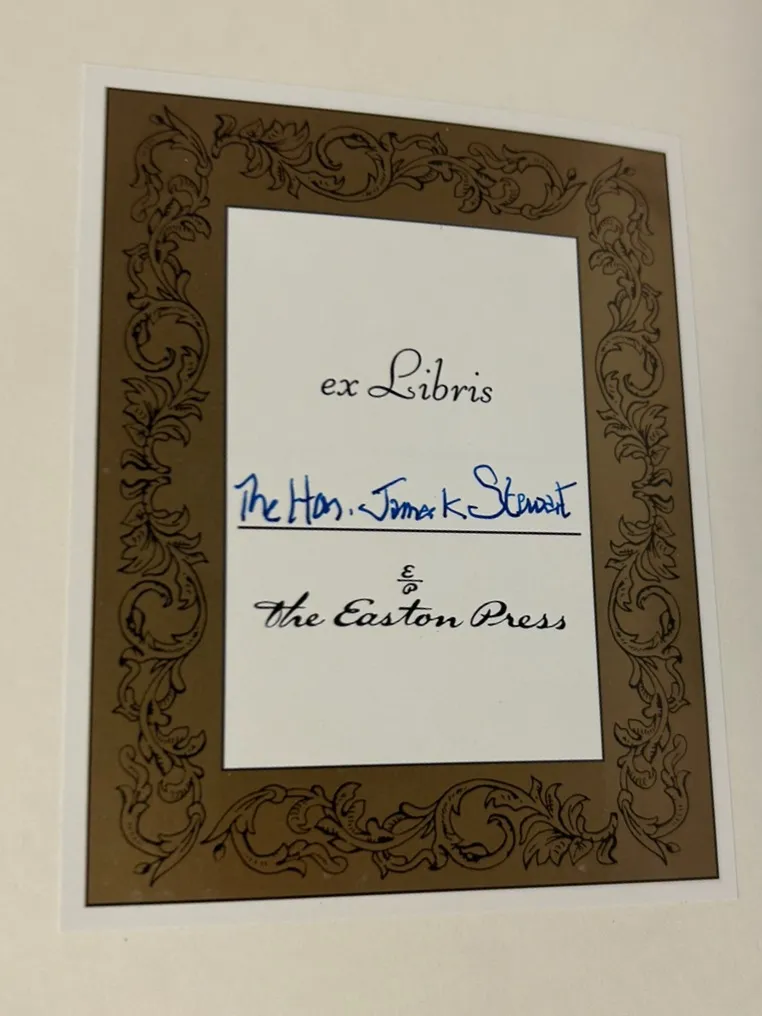 ex Libris
The Hon. James K. Stewart
E
P
The Easton Press